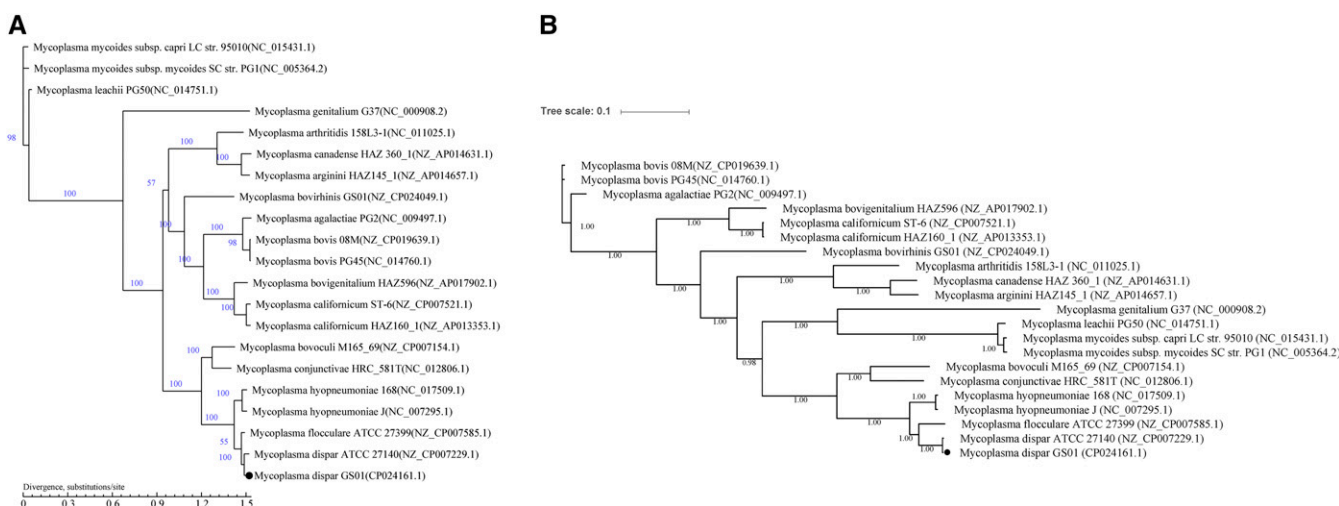 A
Mycoplasma mycoides subsp. capri LC str. 95010(NC_015431.1)
Mycoplasma mycoides subsp. mycoides SC str. PG1(NC_005364.2)
Mycoplasma leachii PG50(NC_014751.1)
Mycoplasma genitalium G37(NC_000908.2)
98
100
Mycoplasma arthritidis 158L3-1(NC_011025.1)
100
Mycoplasma canadense HAZ 360_1(NZ_AP014631.1)
100
Mycoplasma arginini HAZ145_1(NZ_AP014657.1)
57
100
Mycoplasma bovirhinis GS01(NZ_CP024049.1)
100
Mycoplasma agalactiae PG2(NC_009497.1)
100
98
Mycoplasma bovis 08M(NZ_CP019639.1)
100
Mycoplasma bovis PG45(NC_014760.1)
Mycoplasma bovigenitalium HAZ596(NZ_AP017902.1)
100
100
100
Mycoplasma californicum ST-6(NZ_CP007521.1)
Mycoplasma californicum HAZ160_1(NZ_AP013353.1)
Mycoplasma bovoculi M165_69(NZ_CP007154.1)
100
Mycoplasma conjunctivae HRC_581T(NC_012806.1)
100
Mycoplasma hyopneumoniae 168(NC_017509.1)
100
Mycoplasma hyopneumoniae J(NC_007295.1)
100
Mycoplasma flocculare ATCC 27399(NZ_CP007585.1)
55
Mycoplasma dispar ATCC 27140(NZ_CP007229.1)
100
Mycoplasma dispar GS01(CP024161.1)
Divergence, substitutions/site
0 0.3 0.6 0.9 1.2 1.5
B
Tree scale: 0.1
Mycoplasma bovis 08M(NZ_CP019639.1)
Mycoplasma bovis PG45(NC_014760.1)
Mycoplasma agalactiae PG2(NC_009497.1)
Mycoplasma bovigenitalium HAZ596 (NZ_AP017902.1)
1.00
1.00
Mycoplasma californicum ST-6 (NZ_CP007521.1)
1.00
Mycoplasma californicum HAZ160_1 (NZ_AP013353.1)
1.00
Mycoplasma bovirhinis GS01 (NZ_CP024049.1)
Mycoplasma arthritidis 158L3-1 (NC_011025.1)
1.00
1.00
Mycoplasma canadense HAZ 360_1 (NZ_AP014631.1)
1.00
Mycoplasma arginini HAZ145_1 (NZ_AP014657.1)
Mycoplasma genitalium G37 (NC_000908.2)
1.00
1.00
Mycoplasma leachii PG50 (NC_014751.1)
1.00
Mycoplasma mycoides subsp. capri LC str. 95010 (NC_015431.1)
1.00
Mycoplasma mycoides subsp. mycoides SC str. PG1 (NC_005364.2)
0.98
Mycoplasma bovoculi M165_69 (NZ_CP007154.1)
1.00
Mycoplasma conjunctivae HRC_581T(NC_012806.1)
1.00
Mycoplasma hyopneumoniae 168 (NC_017509.1)
1.00
Mycoplasma hyopneumoniae J (NC_007295.1)
Mycoplasma flocculare ATCC 27399 (NZ_CP007585.1)
1.00
Mycoplasma dispar ATCC 27140 (NZ_CP007229.1)
1.00
Mycoplasma dispar GS01 (CP024161.1)